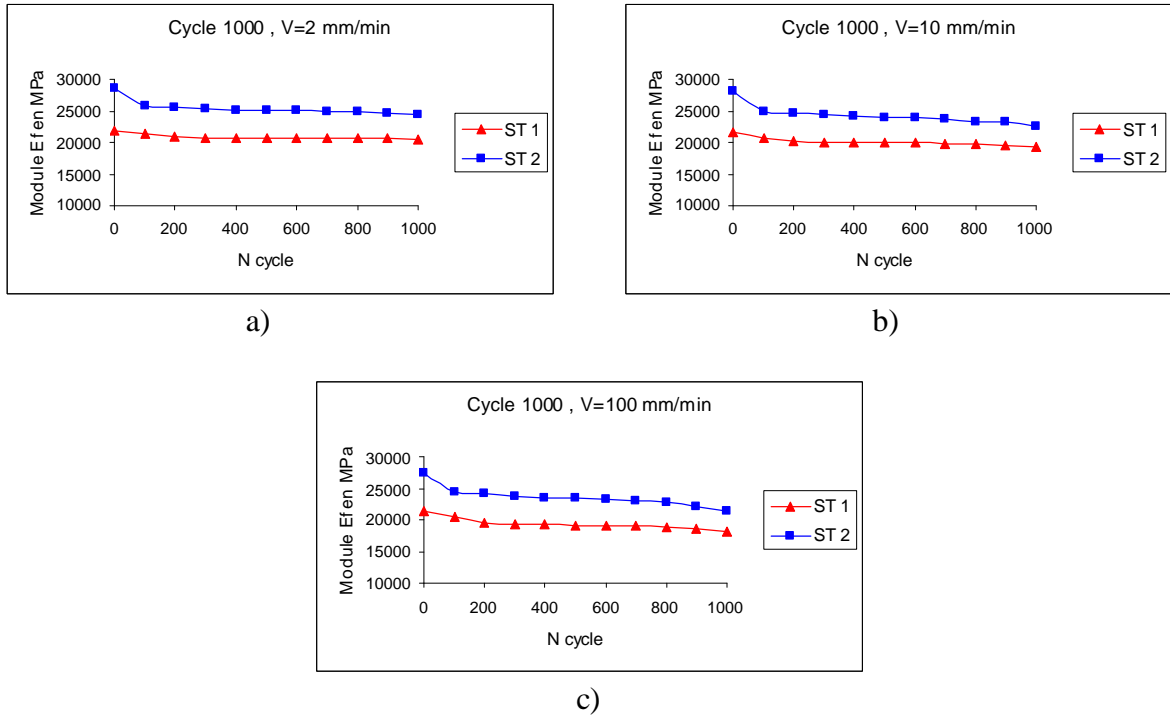 Cycle 1000 , V=2 mm/min
Module Ef en MPa
30000
25000
20000
15000
10000
0 200 400 600 800 1000
N cycle
ST 1
ST 2
a)
Cycle 1000 , V=10 mm/min
Module Ef en MPa
30000
25000
20000
15000
10000
0 200 400 600 800 1000
N cycle
ST 1
ST 2
b)
Cycle 1000 , V=100 mm/min
Module Ef en MPa
30000
25000
20000
15000
10000
0 200 400 600 800 1000
N cycle
ST 1
ST 2
c)